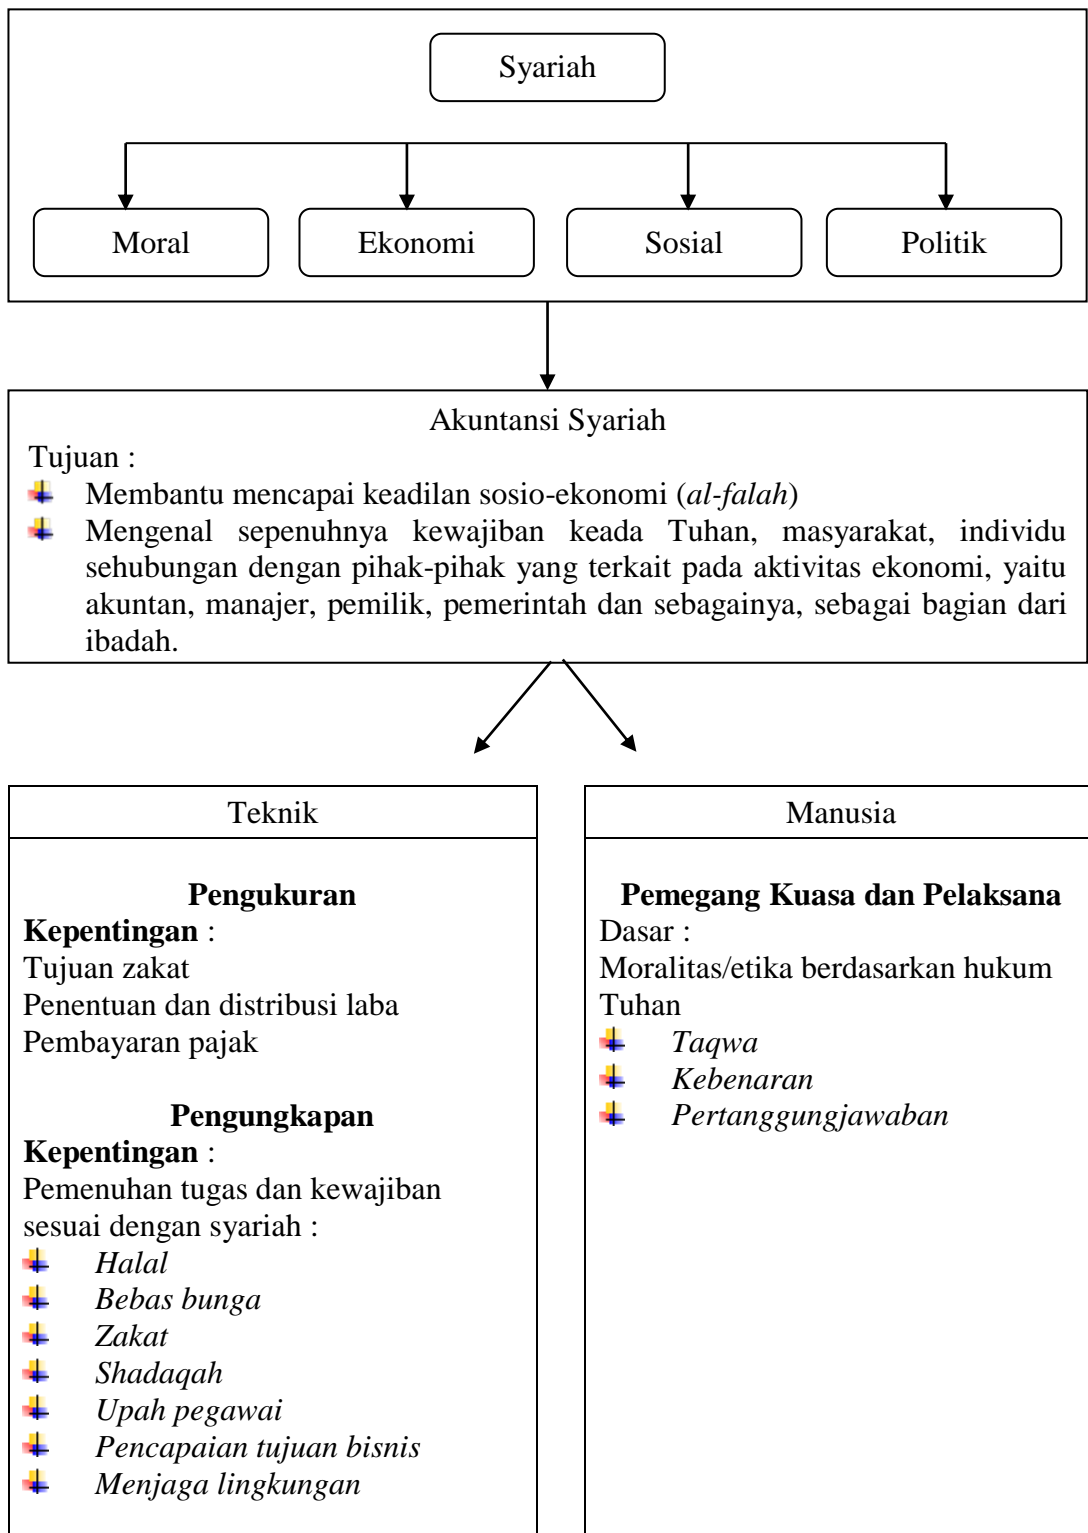 Syariah
Moral
Ekonomi
Sosial
Politik
Akuntansi Syariah
Tujuan :
Membantu mencapai keadilan sosio-ekonomi (al-falah)
Mengenal sepenuhnya kewajiban keada Tuhan, masyarakat, individu
sehubungan dengan pihak-pihak yang terkait pada aktivitas ekonomi, yaitu
akuntan, manajer, pemilik, pemerintah dan sebagainya, sebagai bagian dari
ibadah.
Teknik
Pengukuran
Kepentingan :
Tujuan zakat
Penentuan dan distribusi laba
Pembayaran pajak
Pengungkapan
Kepentingan :
Pemenuhan tugas dan kewajiban
sesuai dengan syariah :
Halal
Bebas bunga
Zakat
Shadaqah
Upah pegawai
Pencapaian tujuan bisnis
Menjaga lingkungan
Manusia
Pemegang Kuasa dan Pelaksana
Dasar :
Moralitas/etika berdasarkan hukum
Tuhan
Taqwa
Kebenaran
Pertanggungjawaban